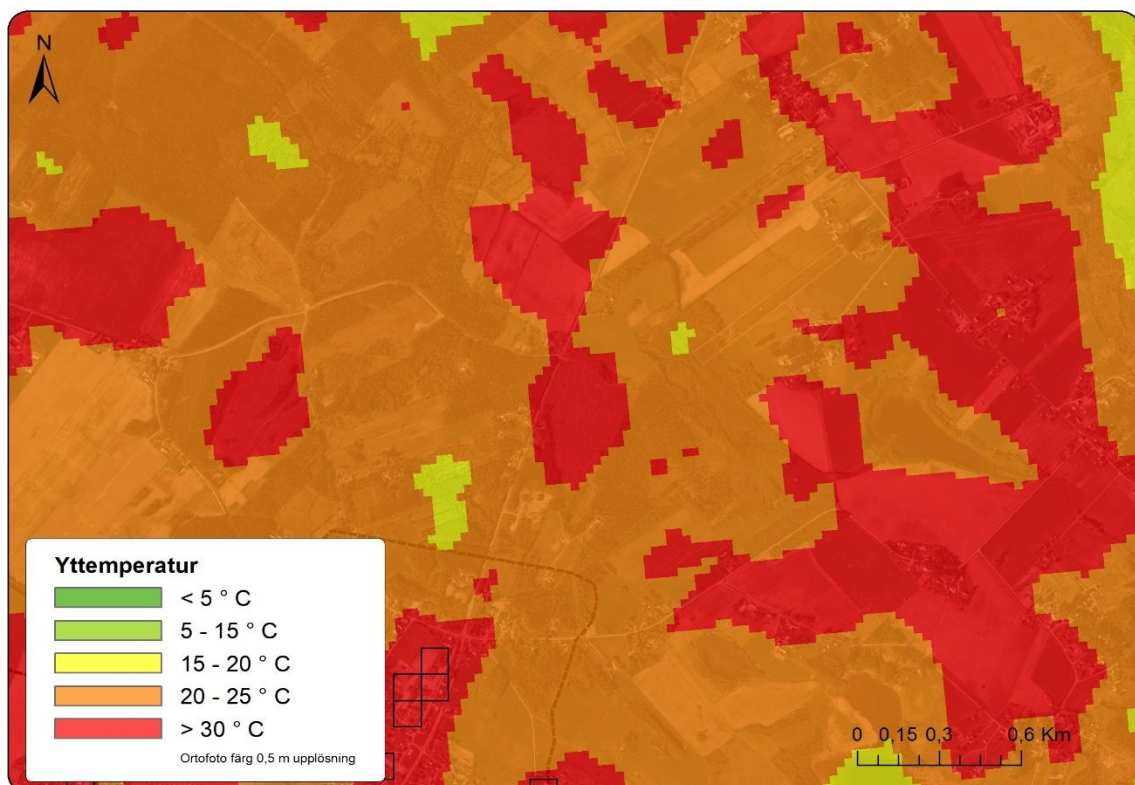 N
Yttemperatur
< 5 ° C
5 - 15 ° C
15 - 20 ° C
20 - 25 ° C
> 30 ° C
Ortofoto färg 0,5 m upplösning
0 0,15 0,3 0,6 Km